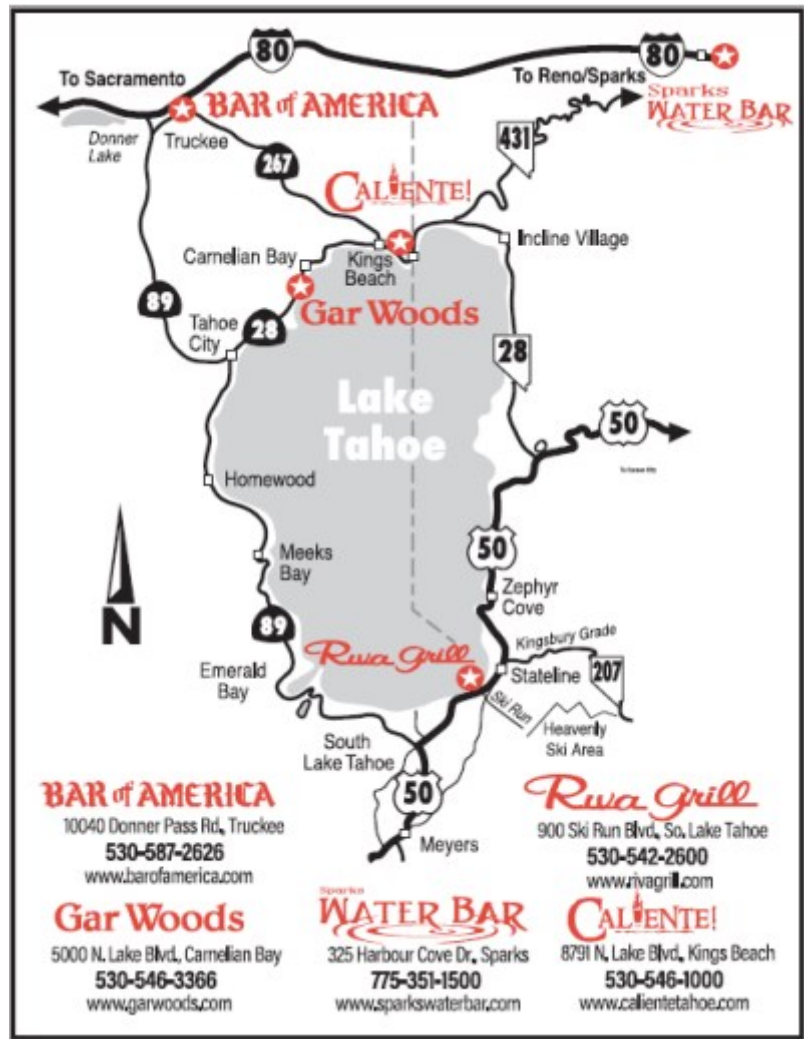 80
80
To Sacramento
To Reno/Sparks
Sparks
WATER BAR
BAR of AMERICA
Donner
Lake
Truckee
431
267
CALIENTE!
Incline Village
Carnelian Bay
Kings
Beach
89
Gar Woods
Tahoe
City
28
28
Lake
Tahoe
50
To Carson City
Homewood
50
Meeks
Bay
Zephyr
Cove
N
89
Kingsbury Grade
Riva Grill
Emerald
Bay
Stateline
207
Ski Run
Heavenly
Ski Area
South
Lake Tahoe
50
Meyers
BAR of AMERICA
10040 Donner Pass Rd., Truckee
530-587-2626
www.barofamerica.com
Riva Grill
900 Ski Run Blvd., So. Lake Tahoe
530-542-2600
www.rivagrill.com
Gar Woods
5000 N. Lake Blvd., Carnelian Bay
530-546-3366
www.garwoods.com
Sparks
WATER BAR
325 Harbour Cove Dr., Sparks
775-351-1500
www.sparkswaterbar.com
CALIENTE!
8791 N. Lake Blvd., Kings Beach
530-546-1000
www.calientetahoe.com